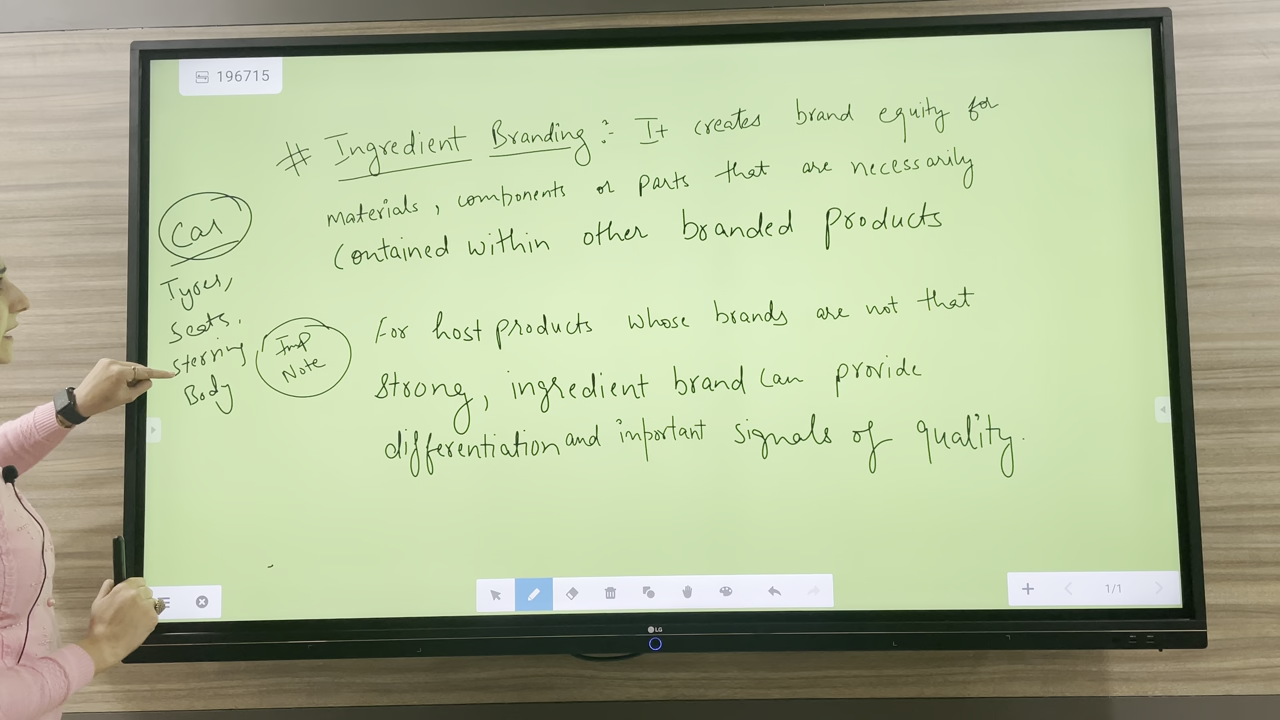 196715
# Ingredient Branding :- It creates brand equity for
materials, components or parts that are necessarily
Contained within other branded products
Car
Tyres,
Seats,
Sterring
Body
Imp
Note
For host products whose brands are not that
Strong, ingredient brand can provide
differentiation and important signals of quality.
1/1
LG